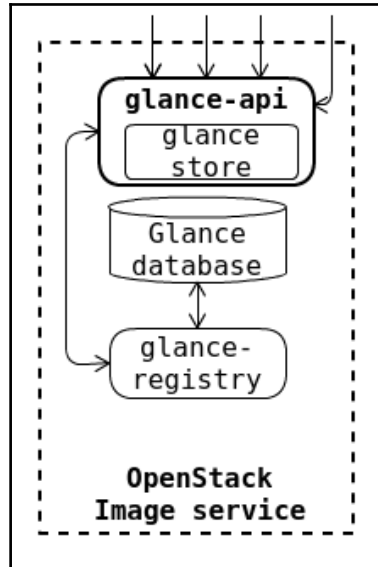 glance-api
glance
store
Glance
database
glance-
registry
OpenStack
Image service